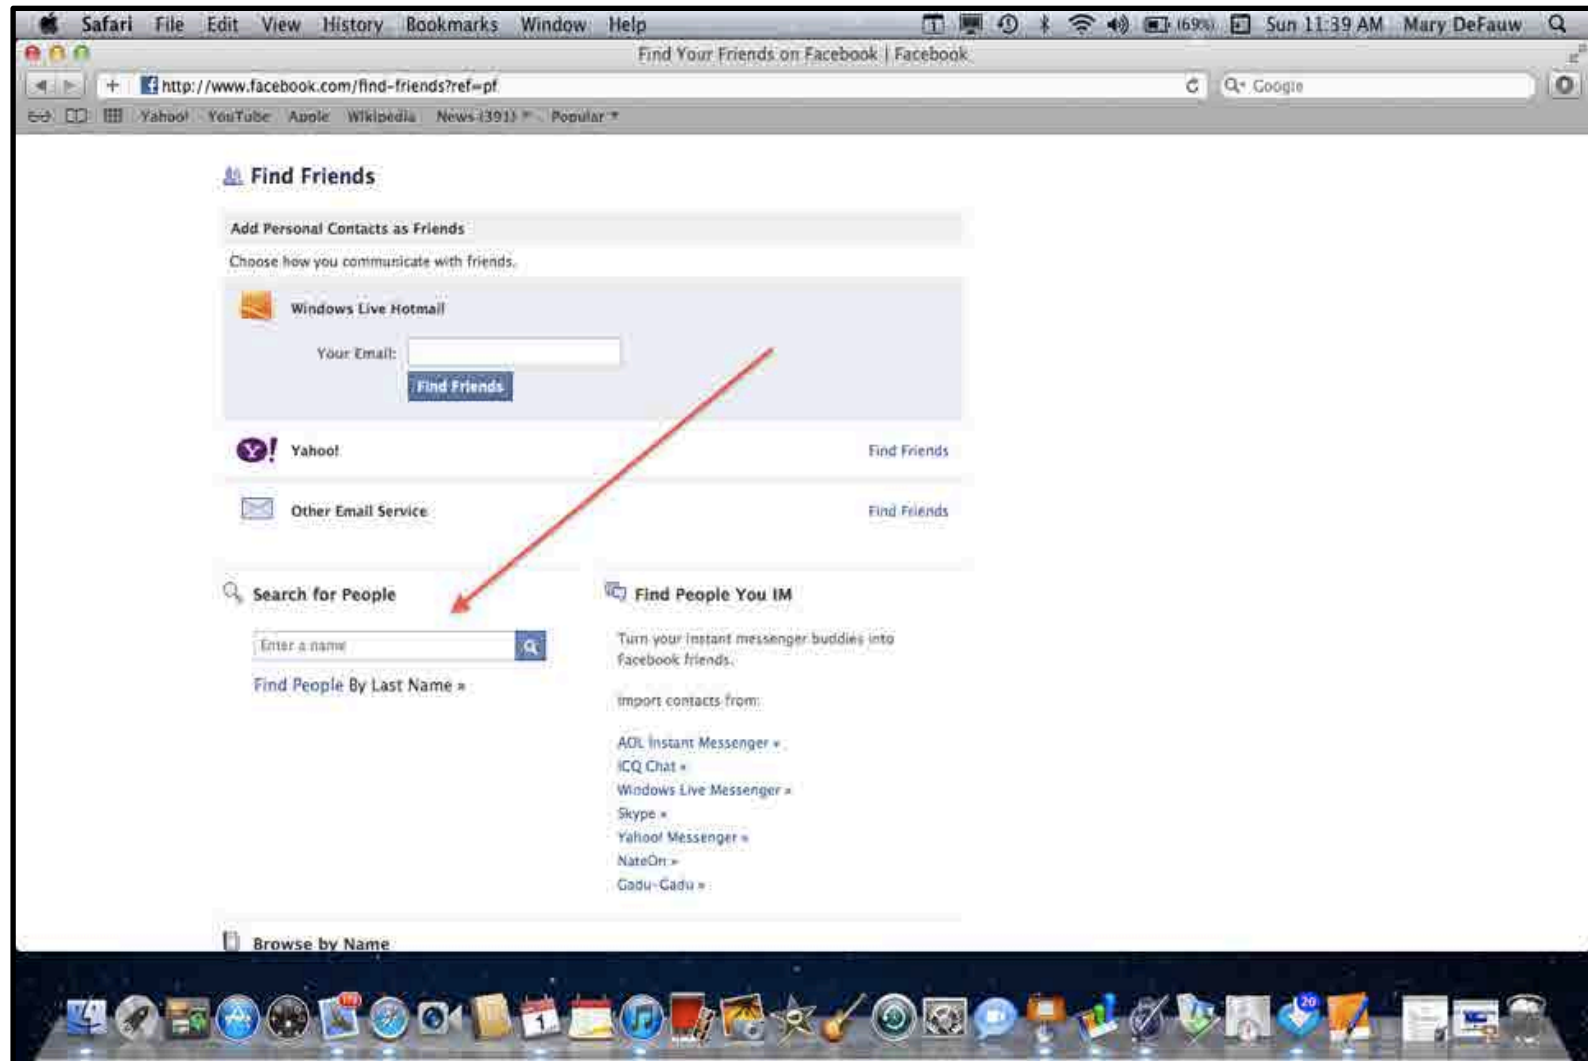 Safari File Edit View History Bookmarks Window Help (69%) Sun 11:39 AM Mary DeFauw
Find Your Friends on Facebook | Facebook
http://www.facebook.com/find-friends?ref=pf Google
Yahoo! YouTube Apple Wikipedia News (391) Popular
Find Friends
Add Personal Contacts as Friends
Choose how you communicate with friends.
Windows Live Hotmail
Your Email:
Find Friends
Yahoo! Find Friends
Other Email Service Find Friends
Search for People
Enter a name
Find People By Last Name »
Find People You IM
Turn your instant messenger buddies into
Facebook friends.
Import contacts from:
AOL Instant Messenger »
ICQ Chat »
Windows Live Messenger »
Skype »
Yahoo! Messenger »
NateOn »
Gadu-Gadu »
Browse by Name
1
20